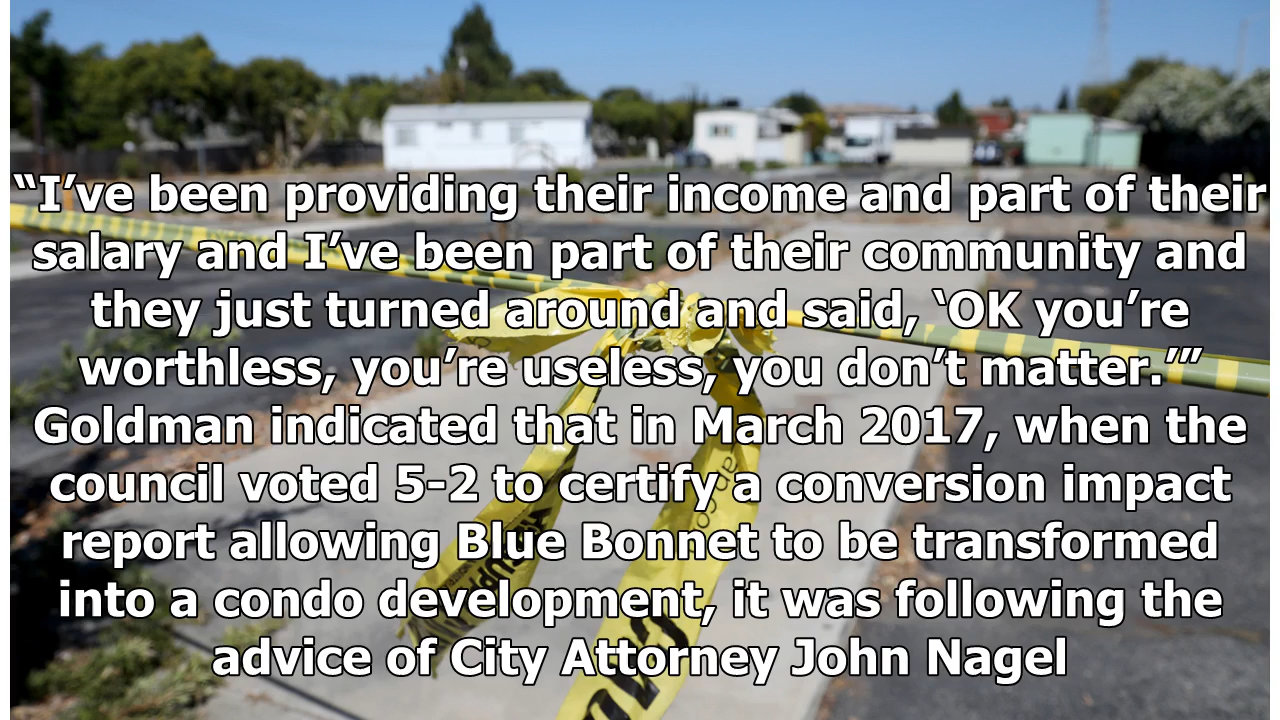 “I’ve been providing their income and part of their
salary and I’ve been part of their community and
they just turned around and said, ‘OK you’re
worthless, you’re useless, you don’t matter.’”
Goldman indicated that in March 2017, when the
council voted 5-2 to certify a conversion impact
report allowing Blue Bonnet to be transformed
into a condo development, it was following the
advice of City Attorney John Nagel